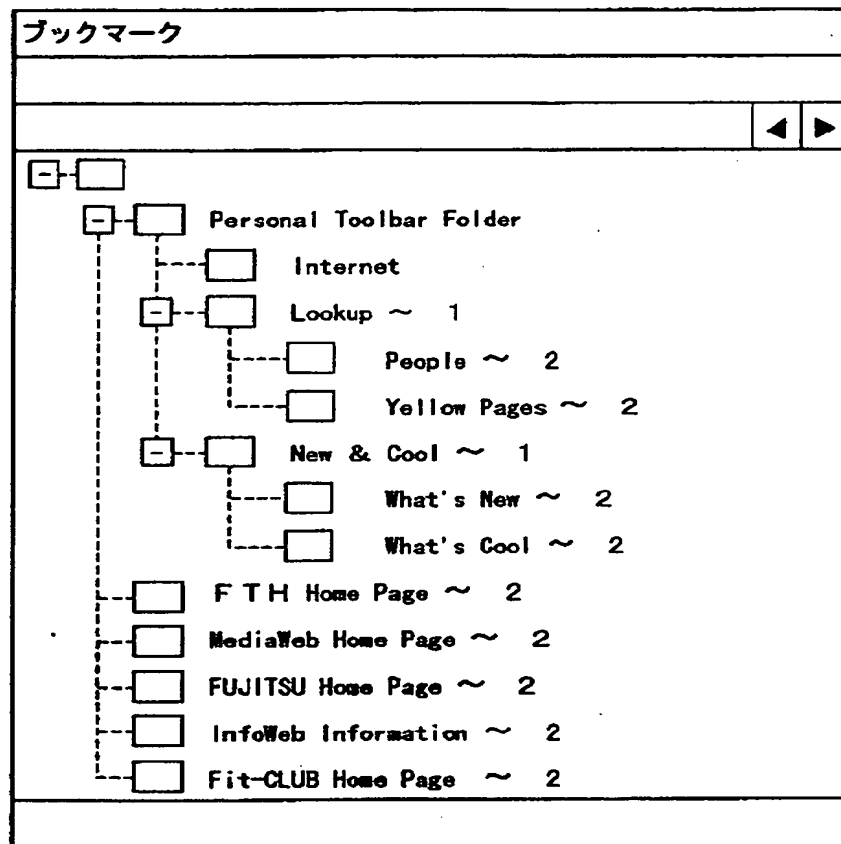 ブックマーク
Personal Toolbar Folder
Internet
Lookup ～ 1
People ～ 2
Yellow Pages ～ 2
New & Cool ～ 1
What's New ～ 2
What's Cool ～ 2
ＦＴＨ Home Page ～ 2
MediaWeb Home Page ～ 2
FUJITSU Home Page ～ 2
InfoWeb Information ～ 2
Fit-CLUB Home Page ～ 2